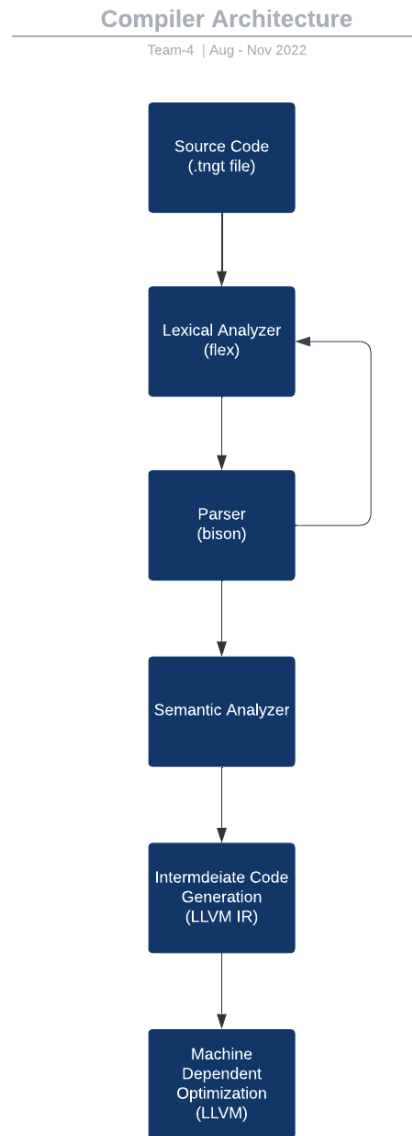 Compiler Architecture
Team-4 | Aug - Nov 2022
Source Code
(.tngt file)
Lexical Analyzer
(flex)
Parser
(bison)
Semantic Analyzer
Intermdeiate Code
Generation
(LLVM IR)
Machine
Dependent
Optimization
(LLVM)